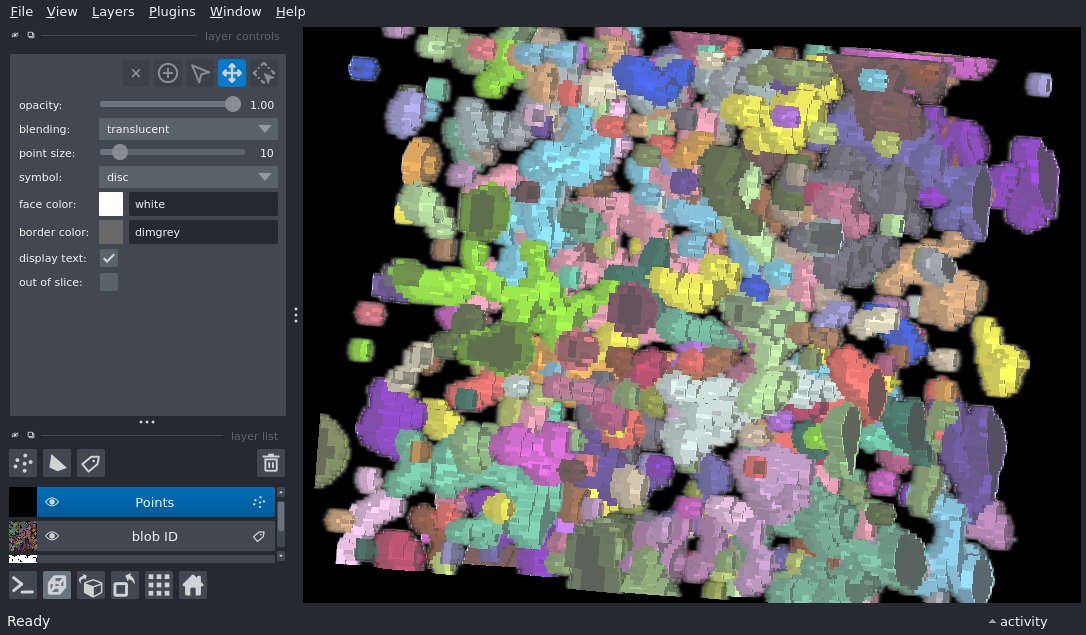 File View Layers Plugins Window Help
layer controls
opacity: 1.00
blending: translucent
point size: 10
symbol: disc
face color: white
border color: dimgrey
display text:
out of slice:
layer list
Points
blob ID
Ready activity